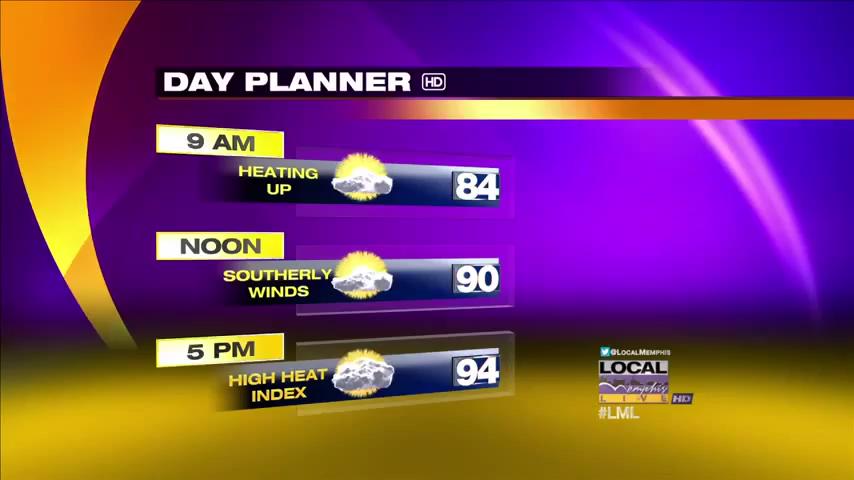 DAY PLANNER HD
9 AM
HEATING
UP
84
NOON
SOUTHERLY
WINDS
90
5 PM
HIGH HEAT
INDEX
94
@LOCALMEMPHIS
LOCAL
Memphis
LIVE HD
#LML